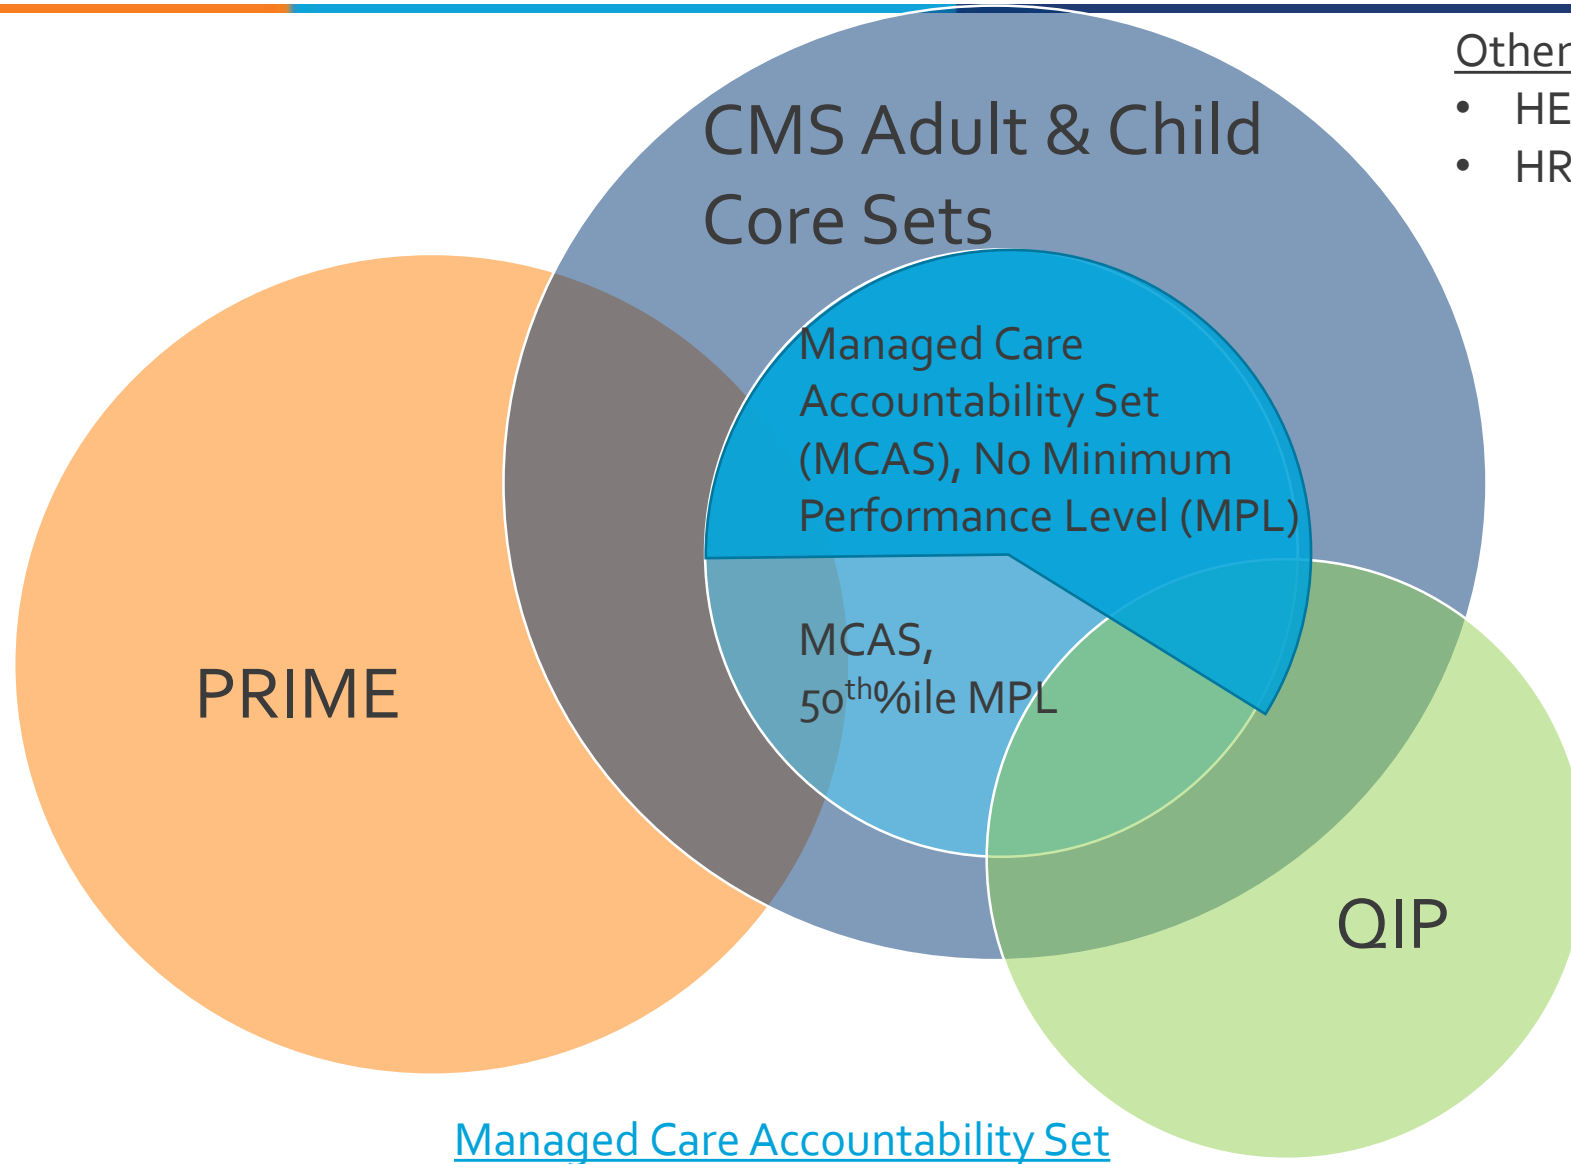 Other
• HE
• HR
CMS Adult & Child
Core Sets
Managed Care
Accountability Set
(MCAS), No Minimum
Performance Level (MPL)
MCAS,
50th%ile MPL
PRIME
QIP
Managed Care Accountability Set